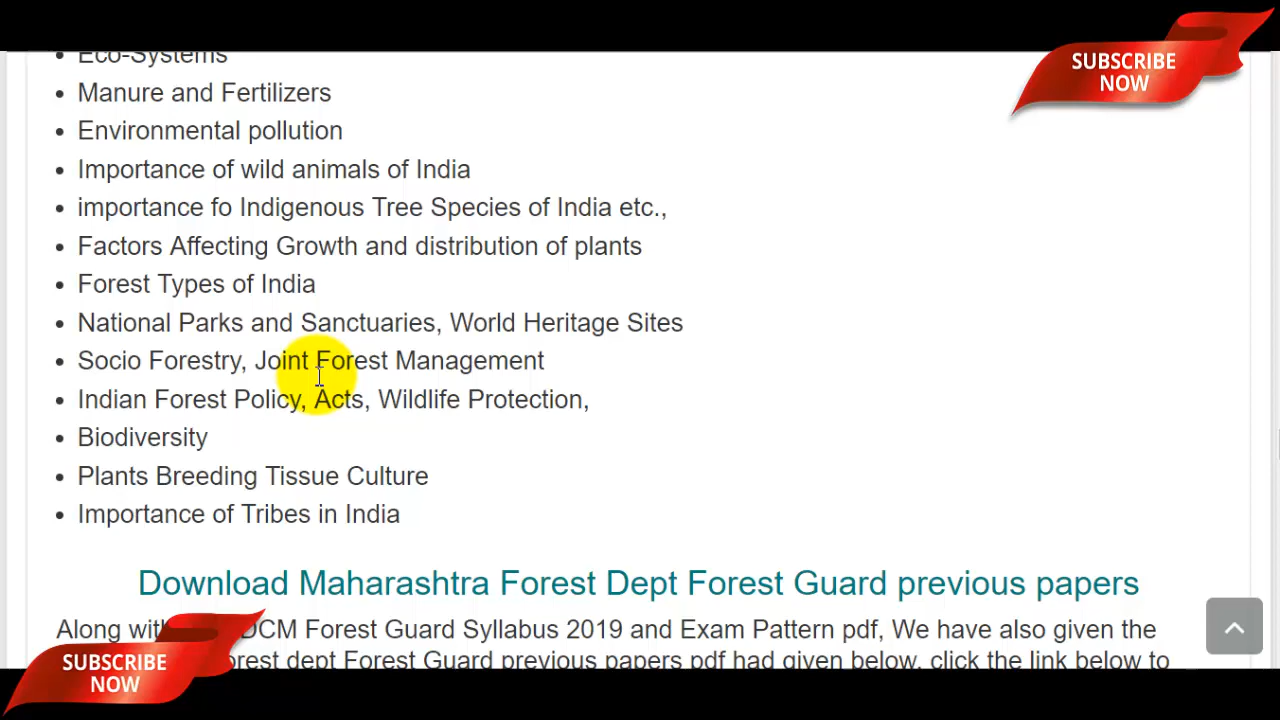 Eco-Systems
SUBSCRIBE
NOW
Manure and Fertilizers
Environmental pollution
Importance of wild animals of India
importance fo Indigenous Tree Species of India etc.,
Factors Affecting Growth and distribution of plants
Forest Types of India
National Parks and Sanctuaries, World Heritage Sites
Socio Forestry, Joint Forest Management
Indian Forest Policy, Acts, Wildlife Protection,
Biodiversity
Plants Breeding Tissue Culture
Importance of Tribes in India
Download Maharashtra Forest Dept Forest Guard previous papers
Along DCM Forest Guard Syllabus 2019 and Exam Pattern pdf, We have also given the
dept Forest Guard previous papers pdf had given below, click the link below to
SUBSCRIBE
NOW